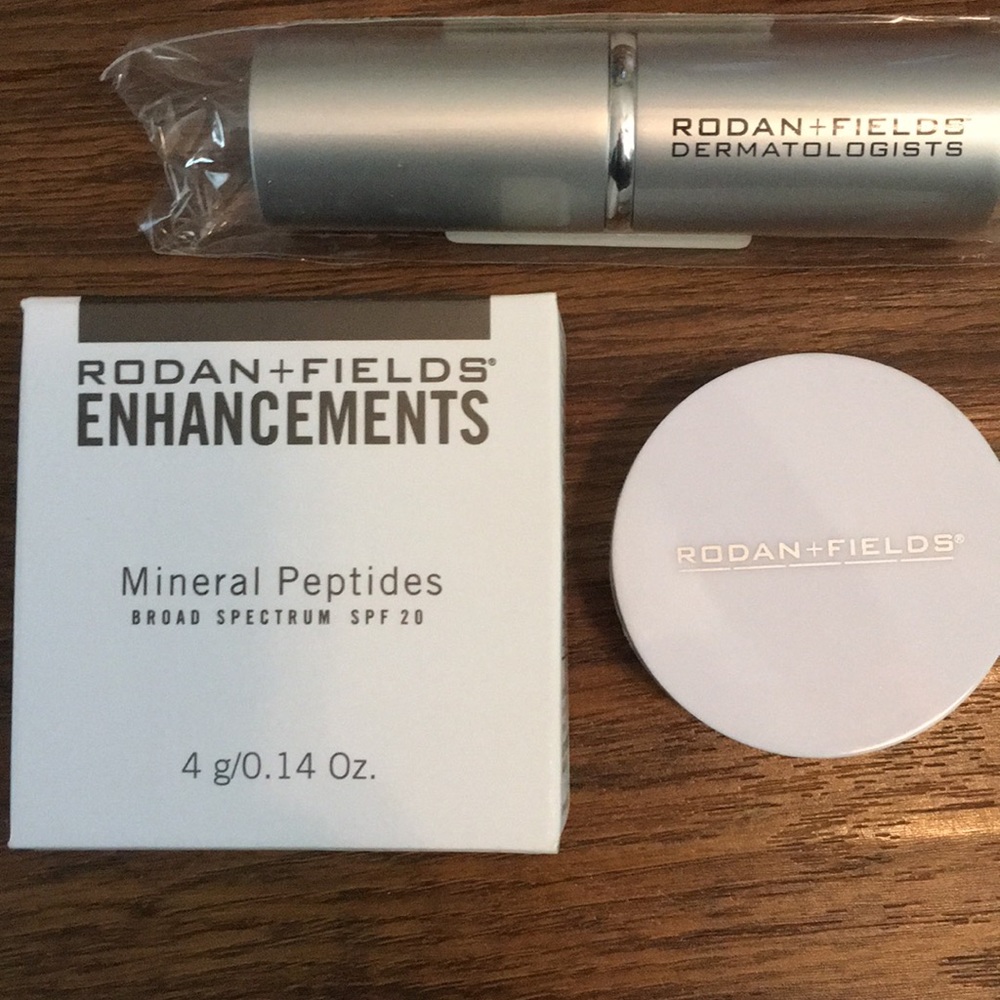 RODAN+FIELDS
DERMATOLOGISTS
RODAN+FIELDS®
ENHANCEMENTS
Mineral Peptides
BROAD SPECTRUM SPF 20
4 g/0.14 Oz.
RODAN+FIELDS®